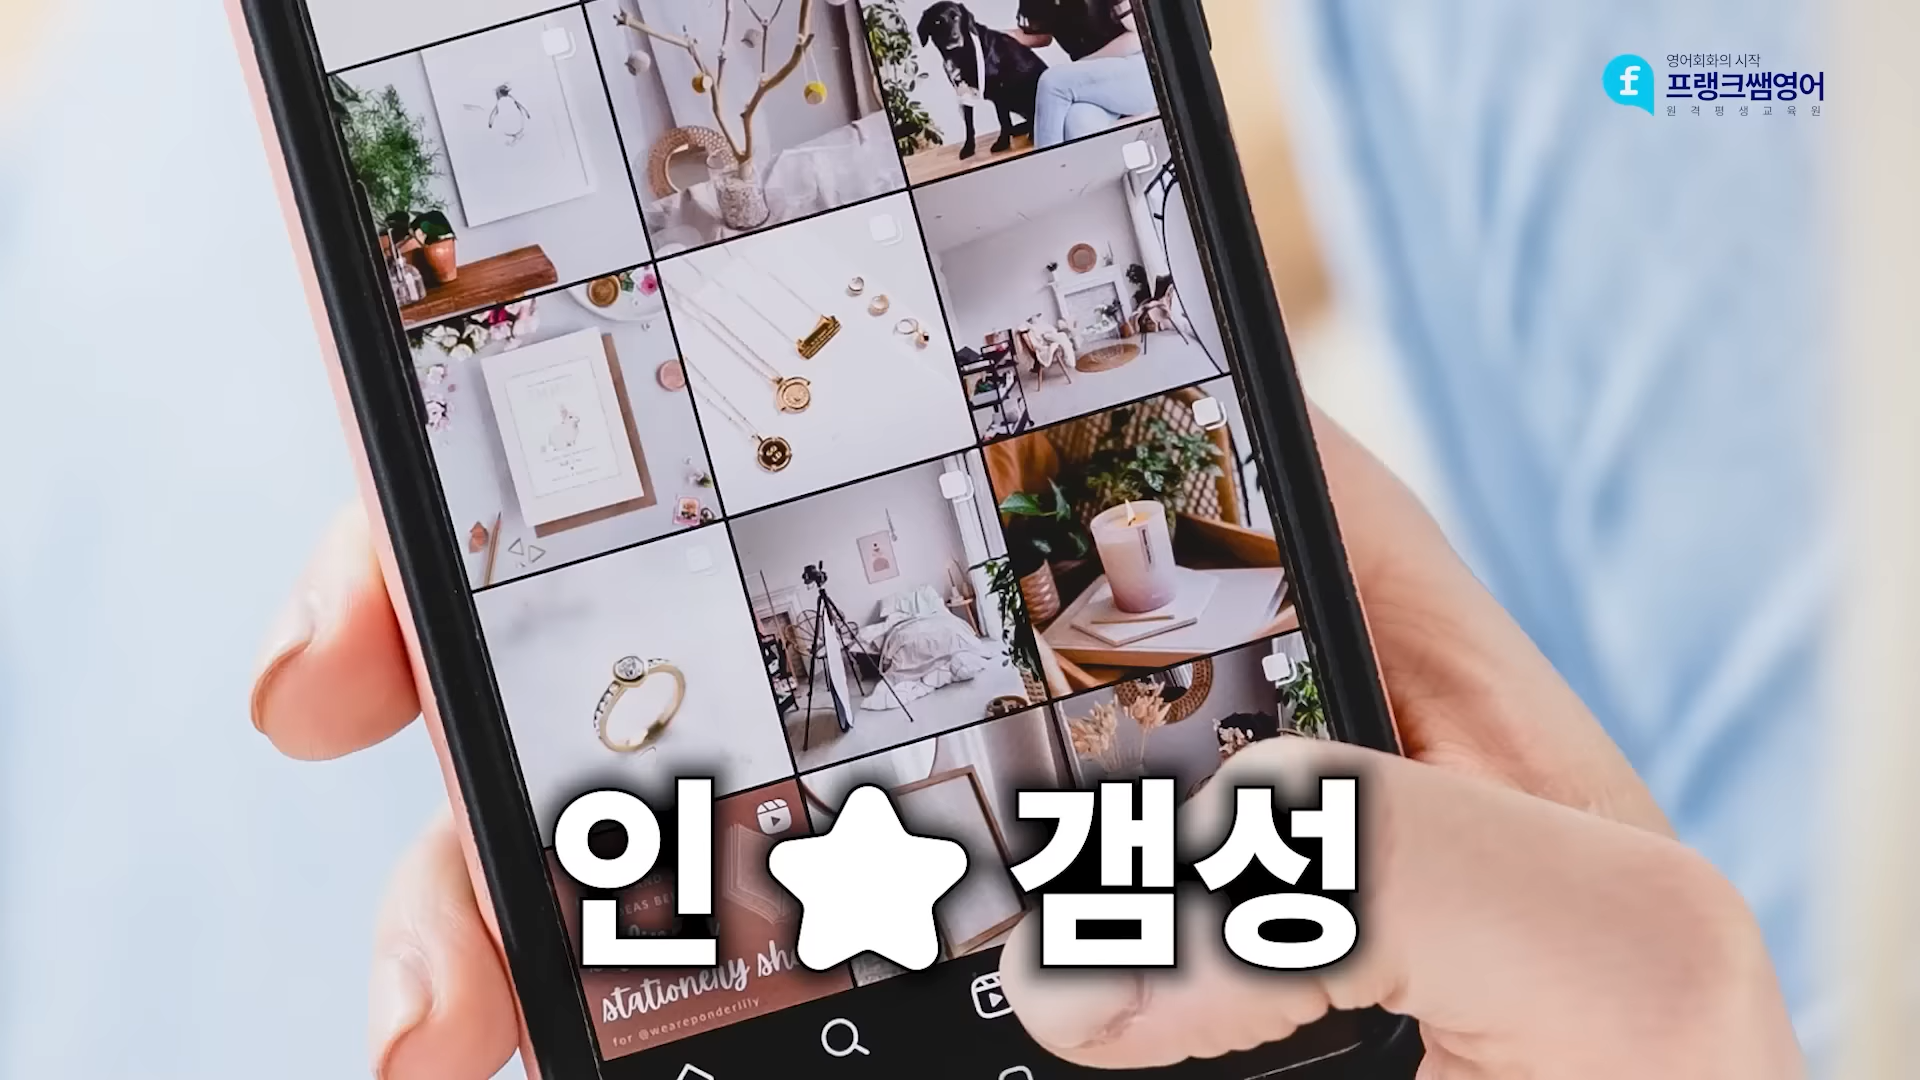 영어회화의 시작
프랭크쌤영어
원격평생교육원
인★갬성
stationery
for @weareponderlily